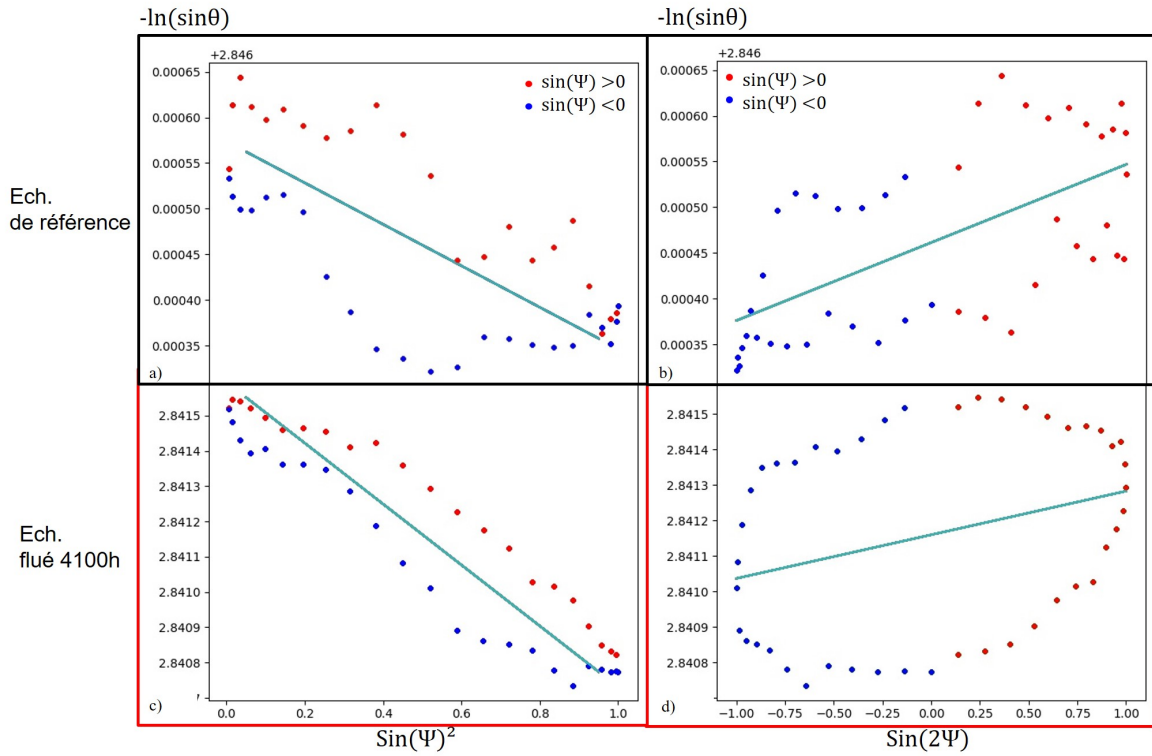 -ln(sinθ)
-ln(sinθ)
+2.846
+2.846
0.00065
0.00060
0.00055
0.00050
0.00045
0.00040
0.00035
sin(Ψ) >0
sin(Ψ) <0
a)
0.00065
0.00060
0.00055
0.00050
0.00045
0.00040
0.00035
sin(Ψ) >0
sin(Ψ) <0
b)
Ech.
de référence
2.8415
2.8414
2.8413
2.8412
2.8411
2.8410
2.8409
2.8408
c)
0.0 0.2 0.4 0.6 0.8 1.0
Sin(Ψ)²
2.8415
2.8414
2.8413
2.8412
2.8411
2.8410
2.8409
2.8408
d)
−1.00 −0.75 −0.50 −0.25 0.00 0.25 0.50 0.75 1.00
Sin(2Ψ)
Ech.
flué 4100h